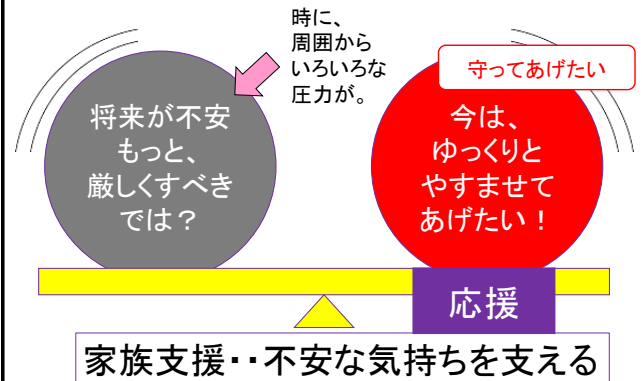 時に、
周囲から
いろいろな
圧力が。
守ってあげたい
将来が不安
もっと、
厳しくすべき
では？
今は、
ゆっくりと
やすませて
あげたい！
応援
家族支援・・不安な気持ちを支える